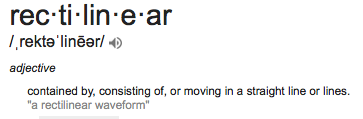 rec·ti·lin·e·ar
/ˌrektəˈlinēər/
adjective
contained by, consisting of, or moving in a straight line or lines.
"a rectilinear waveform"